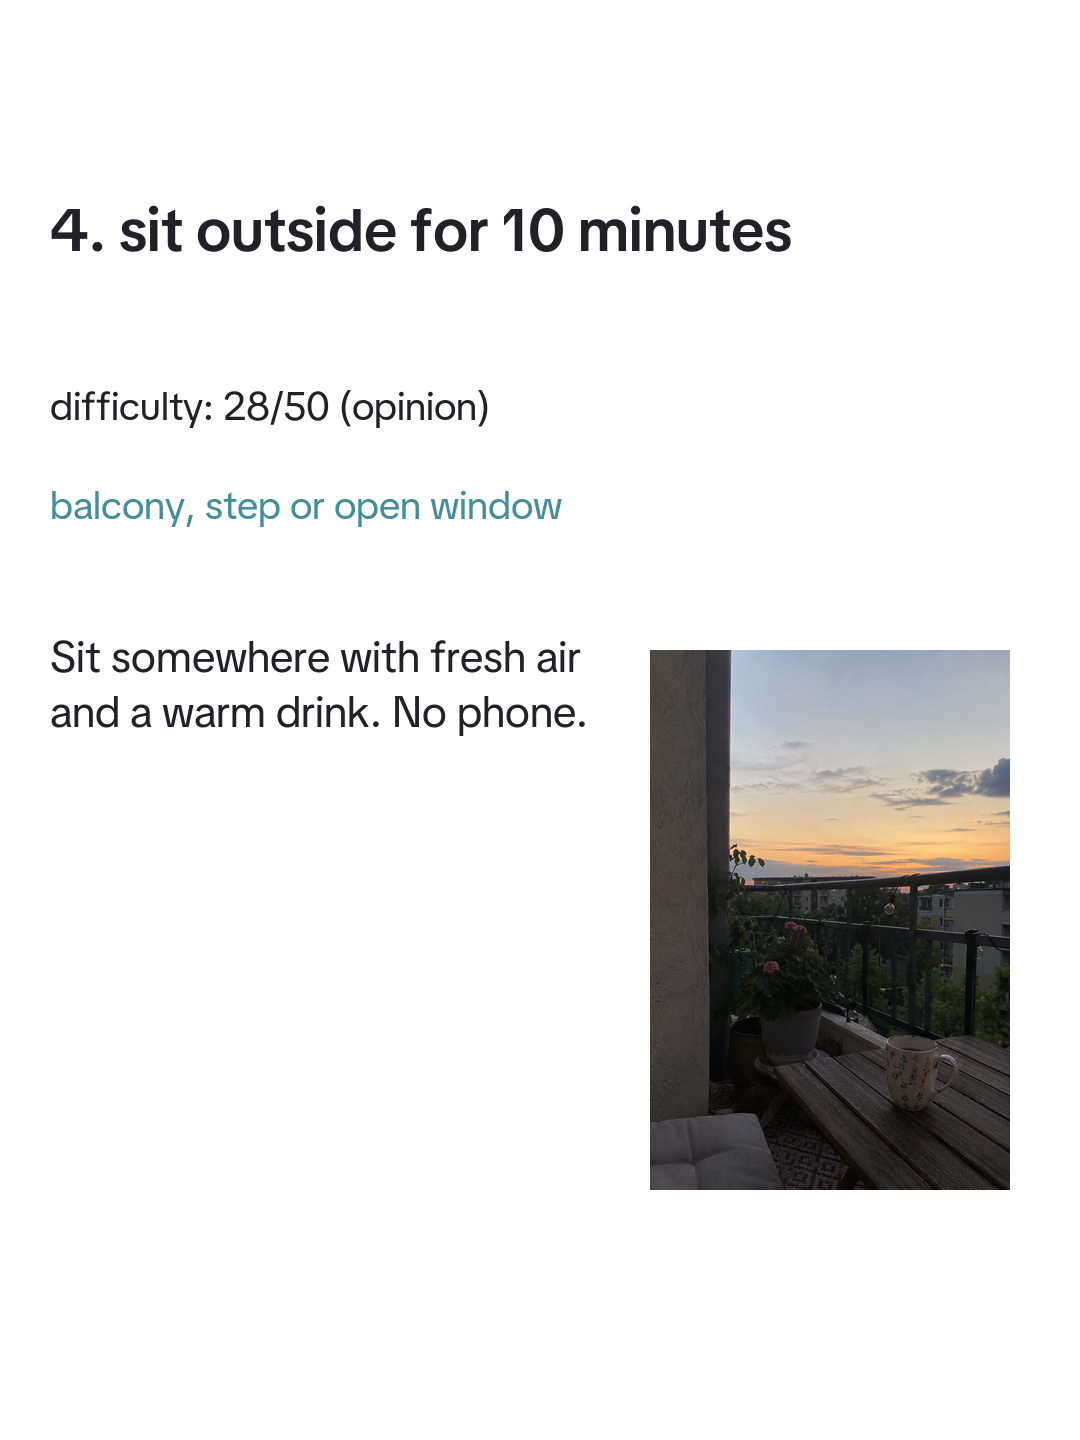 4. sit outside for 10 minutes
difficulty: 28/50 (opinion)
balcony, step or open window
Sit somewhere with fresh air
and a warm drink. No phone.